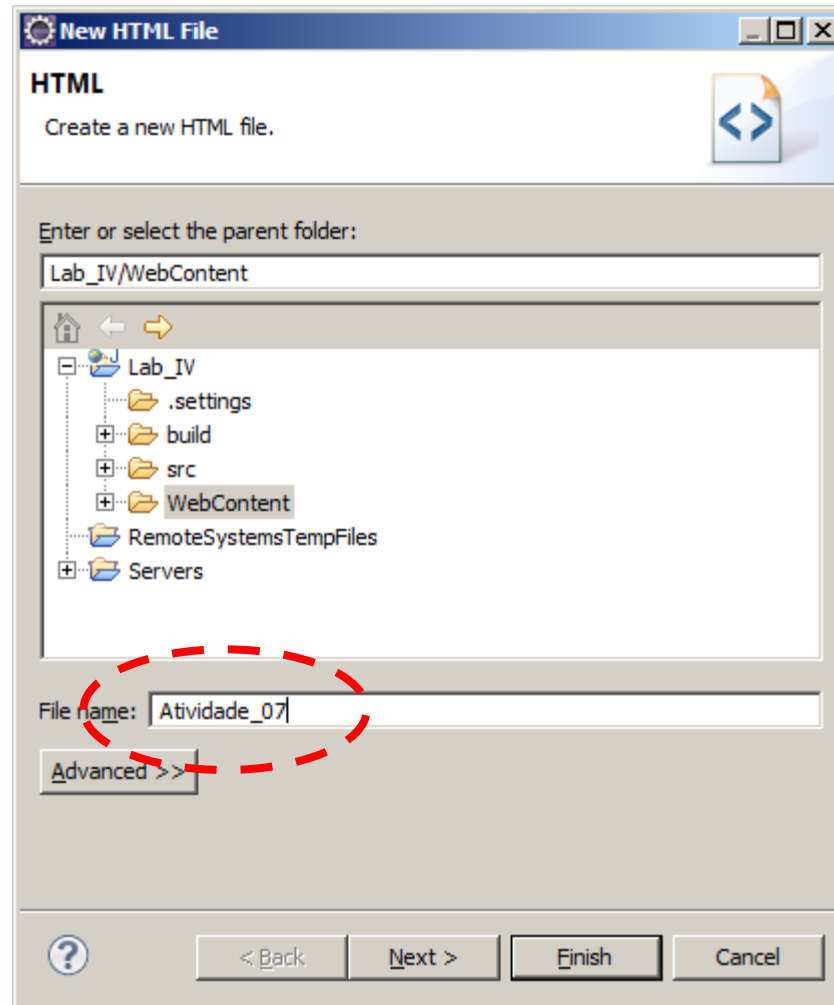 New HTML File
HTML
Create a new HTML file.
Enter or select the parent folder:
Lab_IV/WebContent
Lab_IV
.settings
build
src
WebContent
RemoteSystemsTempFiles
Servers
File name: Atividade_07
Advanced >>
< Back Next > Finish Cancel